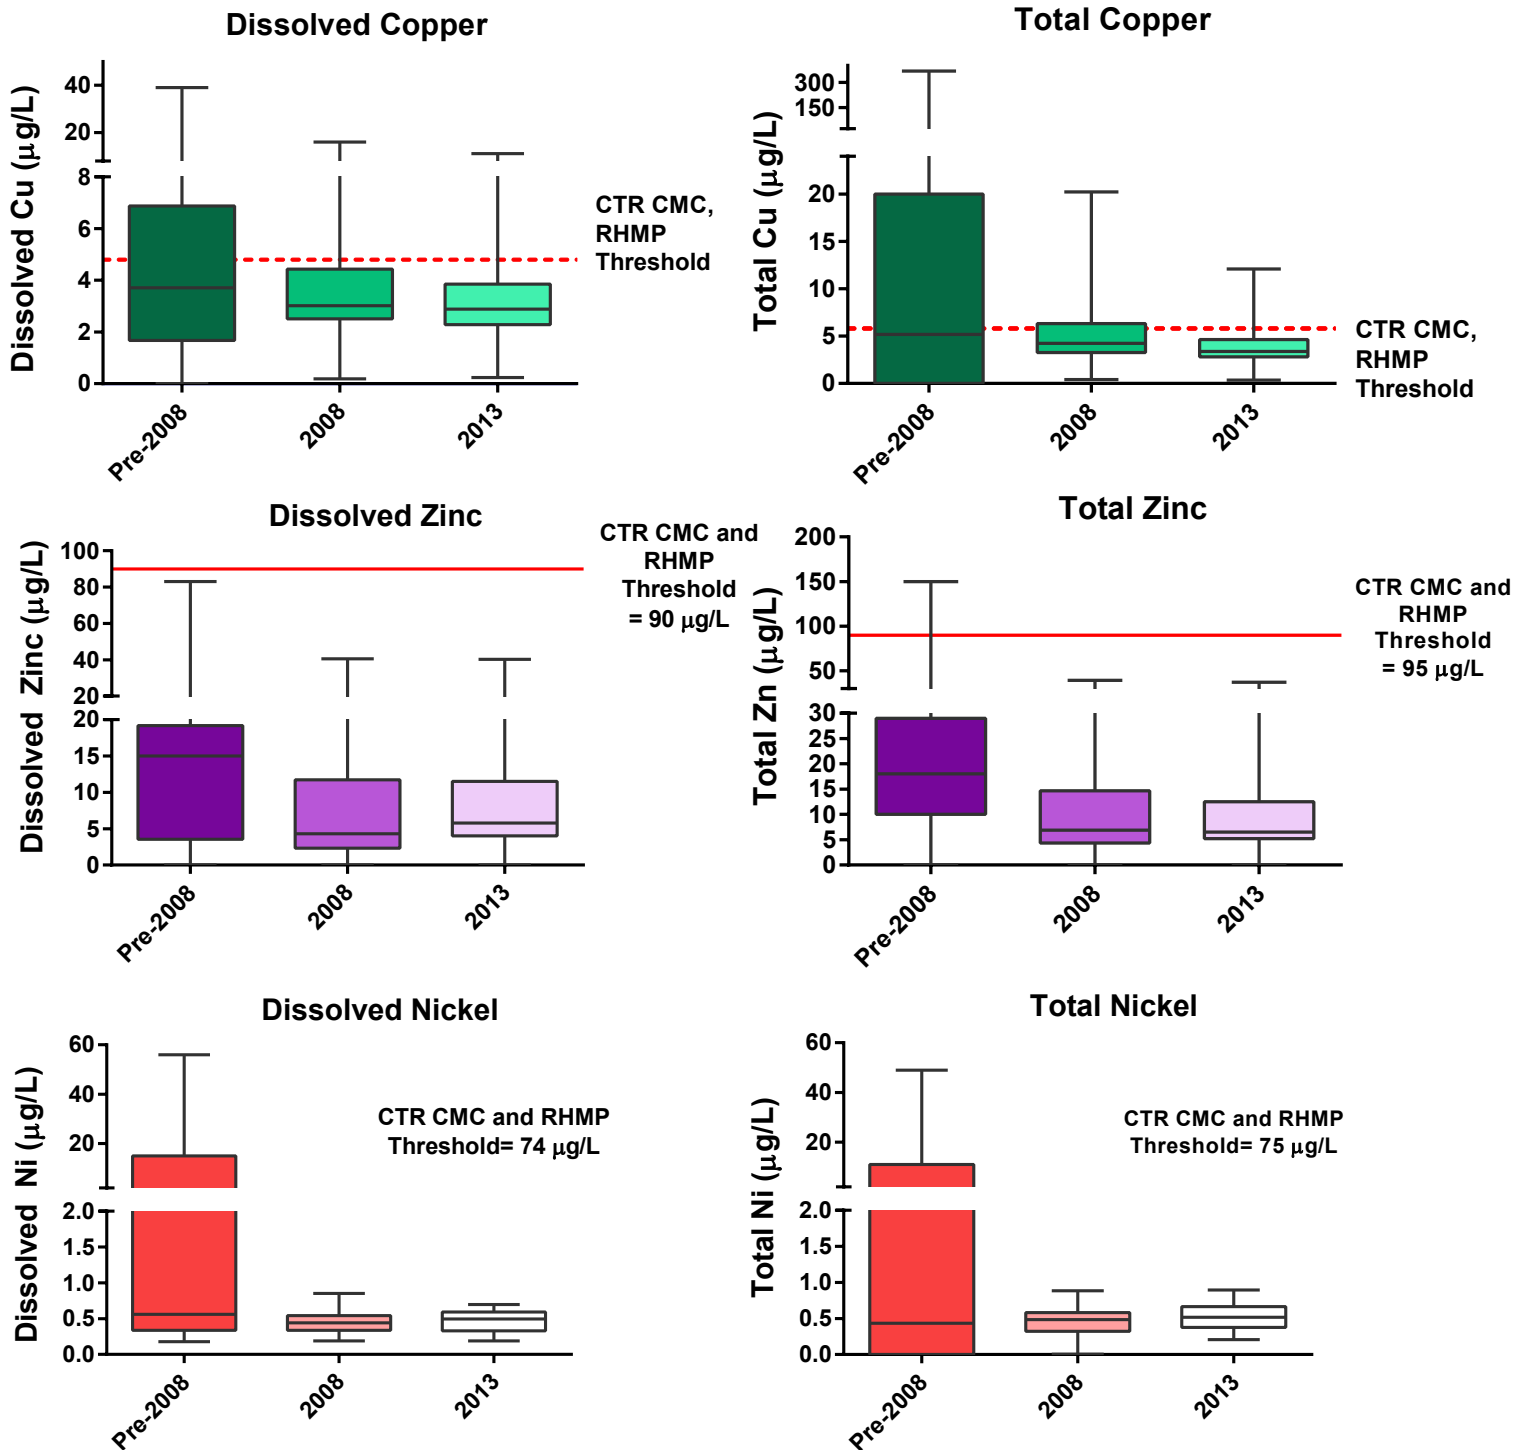 Dissolved Copper
Dissolved Cu (µg/L)
40
20
8
6
4
2
0
CTR CMC,
RHMP
Threshold
Pre-2008
2008
2013
Total Copper
Total Cu (µg/L)
300
150
20
15
10
5
0
CTR CMC,
RHMP
Threshold
Pre-2008
2008
2013
Dissolved Zinc
Dissolved Zinc (µg/L)
100
80
60
40
20
20
15
10
5
0
CTR CMC and
RHMP
Threshold
= 90 µg/L
Pre-2008
2008
2013
Total Zinc
Total Zn (µg/L)
200
150
100
50
30
25
20
15
10
5
0
CTR CMC and
RHMP
Threshold
= 95 µg/L
Pre-2008
2008
2013
Dissolved Nickel
Dissolved Ni (µg/L)
60
40
20
2.0
1.5
1.0
0.5
0.0
CTR CMC and RHMP
Threshold= 74 µg/L
Pre-2008
2008
2013
Total Nickel
Total Ni (µg/L)
60
40
20
2.0
1.5
1.0
0.5
0.0
CTR CMC and RHMP
Threshold= 75 µg/L
Pre-2008
2008
2013